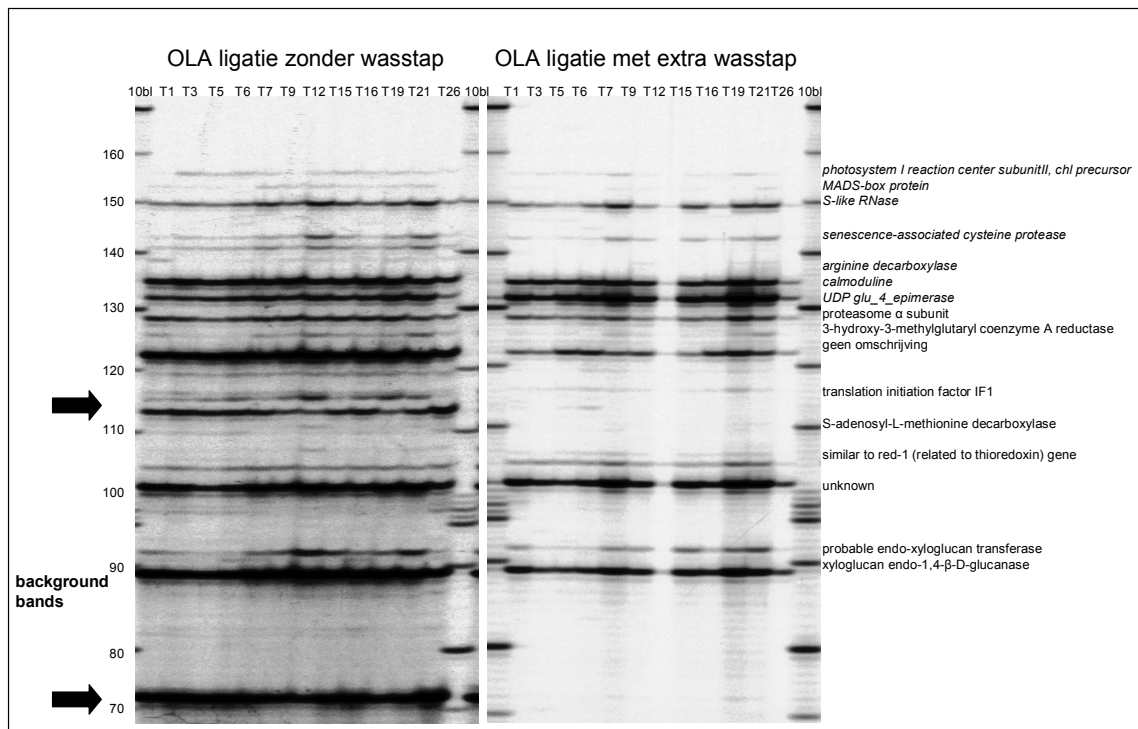 OLA ligatie zonder wasstap
OLA ligatie met extra wasstap
10bl T1 T3 T5 T6 T7 T9 T12 T15 T16 T19 T21 T26 10bl
T1 T3 T5 T6 T7 T9 T12 T15 T16 T19 T21 T26 10bl
160
150
140
130
120
110
100
90
80
70
background
bands
photosystem I reaction center subunitII, chl precursor
MADS-box protein
S-like RNase
senescence-associated cysteine protease
arginine decarboxylase
calmoduline
UDP glu_4_epimerase
proteasome α subunit
3-hydroxy-3-methylglutaryl coenzyme A reductase
geen omschrijving
translation initiation factor IF1
S-adenosyl-L-methionine decarboxylase
similar to red-1 (related to thioredoxin) gene
unknown
probable endo-xyloglucan transferase
xyloglucan endo-1,4-β-D-glucanase